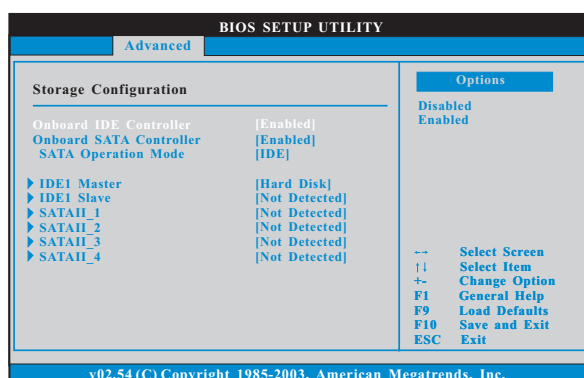 BIOS SETUP UTILITY
Advanced
Storage Configuration
Onboard IDE Controller [Enabled]
Onboard SATA Controller [Enabled]
SATA Operation Mode [IDE]
IDE1 Master [Hard Disk]
IDE1 Slave [Not Detected]
SATAII_1 [Not Detected]
SATAII_2 [Not Detected]
SATAII_3 [Not Detected]
SATAII_4 [Not Detected]
Options
Disabled
Enabled
←→ Select Screen
↑↓ Select Item
+- Change Option
F1 General Help
F9 Load Defaults
F10 Save and Exit
ESC Exit
v02.54 (C) Copyright 1985-2003, American Megatrends, Inc.